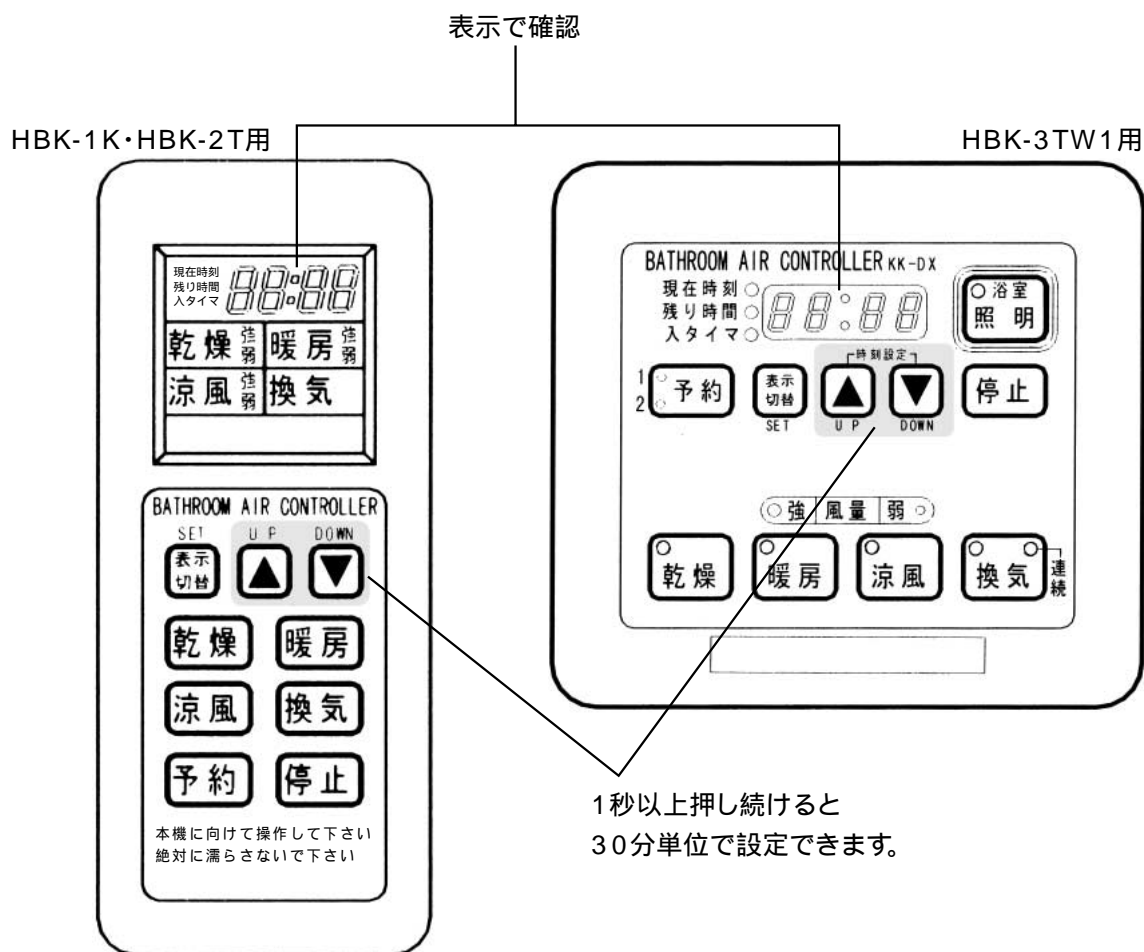 表示で確認
HBK-1K・HBK-2T用
現在時刻
残り時間
入タイマ
88:88
乾燥 強 弱 暖房 強 弱
涼風 強 弱 換気
BATHROOM AIR CONTROLLER
SET UP DOWN
表示
切替
▲ ▼
乾燥 暖房
涼風 換気
予約 停止
本機に向けて操作して下さい
絶対に濡らさないで下さい
HBK-3TW1用
BATHROOM AIR CONTROLLER KK-DX
現在時刻
残り時間
入タイマ
88:88
浴室
照明
時刻設定
1
2
予約
表示
切替
▲ ▼
停止
SET UP DOWN
強 風量 弱
乾燥 暖房 涼風 換気
連続
1秒以上押し続けると
30分単位で設定できます。